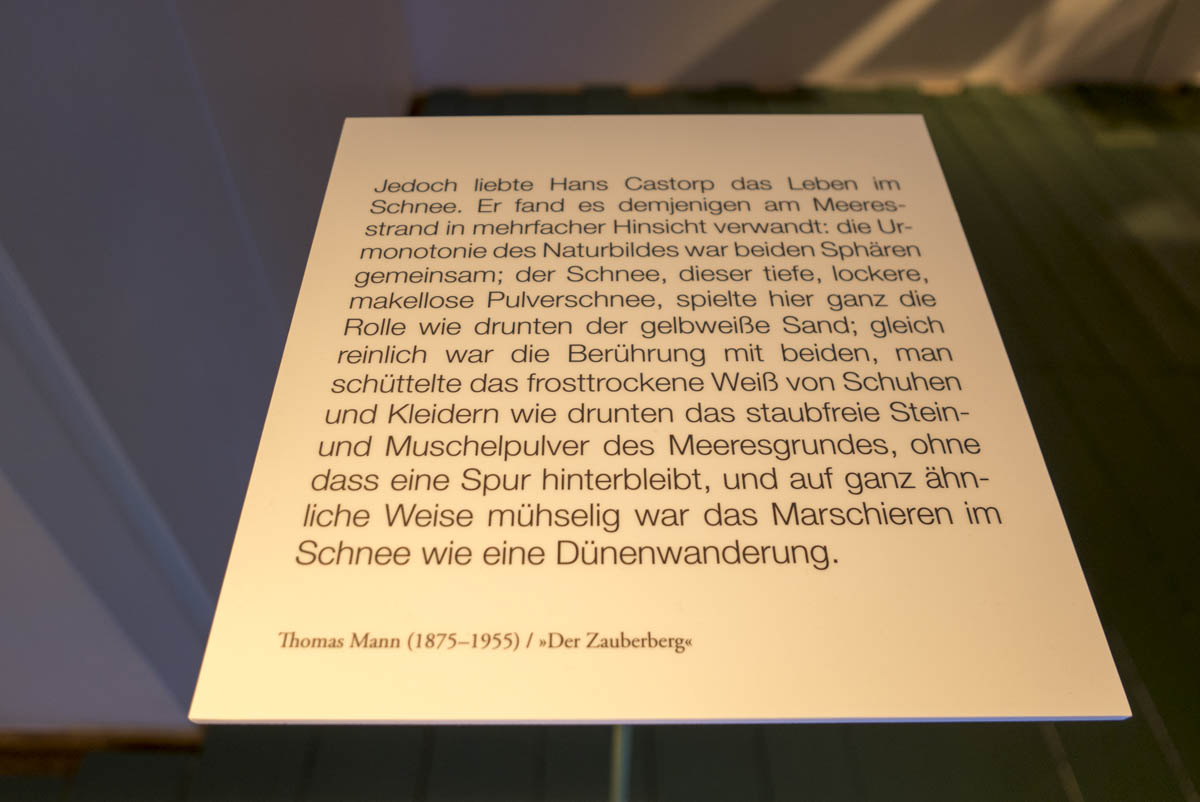 Jedoch liebte Hans Castorp das Leben im
Schnee. Er fand es demjenigen am Meeres-
strand in mehrfacher Hinsicht verwandt: die Ur-
monotonie des Naturbildes war beiden Sphären
gemeinsam; der Schnee, dieser tiefe, lockere,
makellose Pulverschnee, spielte hier ganz die
Rolle wie drunten der gelbweiße Sand; gleich
reinlich war die Berührung mit beiden, man
schüttelte das frosttrockene Weiß von Schuhen
und Kleidern wie drunten das staubfreie Stein-
und Muschelpulver des Meeresgrundes, ohne
dass eine Spur hinterbleibt, und auf ganz ähn-
liche Weise mühselig war das Marschieren im
Schnee wie eine Dünenwanderung.
Thomas Mann (1875–1955) / »Der Zauberberg«